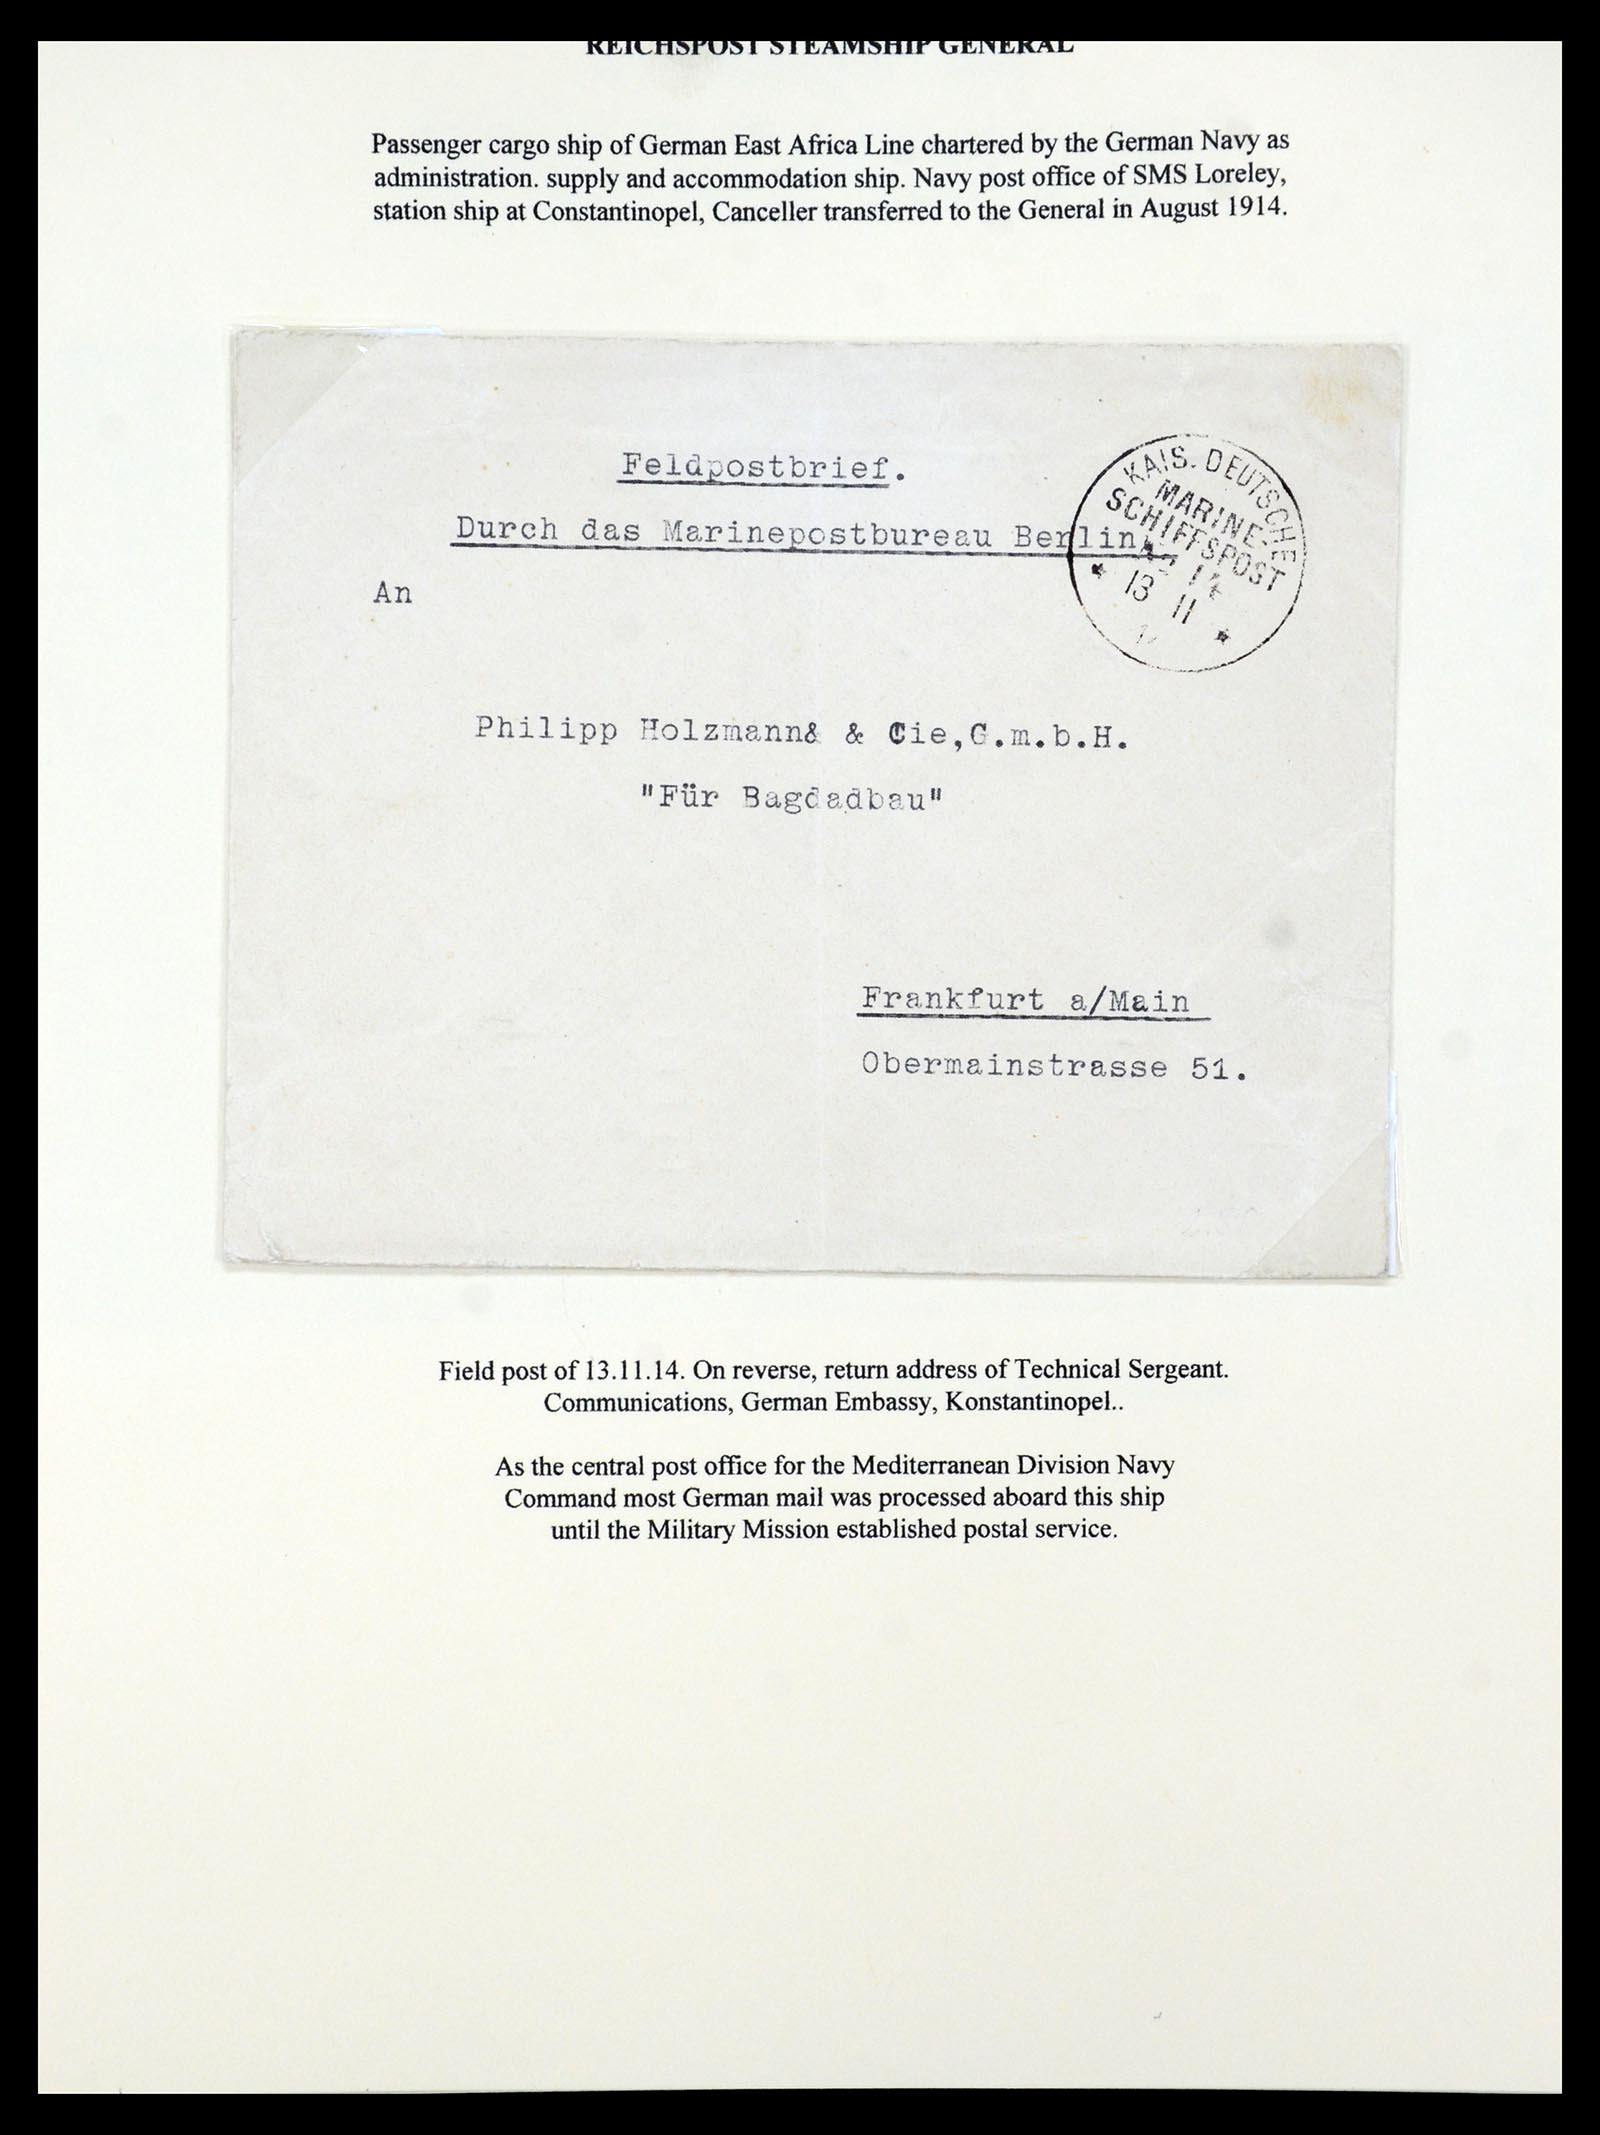 REICHSPOST STEAMSHIP GENERAL
Passenger cargo ship of German East Africa Line chartered by the German Navy as
administration. supply and accommodation ship. Navy post office of SMS Loreley,
station ship at Constantinopel, Canceller transferred to the General in August 1914.
Feldpostbrief.
Durch das Marinepostbureau Berlin
KAIS. DEUTSCHE
MARINE-
SCHIFFSPOST
13 11
An
Philipp Holzmann& & Cie,G.m.b.H.
"Für Bagdadbau"
Frankfurt a/Main
Obermainstrasse 51.
Field post of 13.11.14. On reverse, return address of Technical Sergeant.
Communications, German Embassy, Konstantinopel..
As the central post office for the Mediterranean Division Navy
Command most German mail was processed aboard this ship
until the Military Mission established postal service.